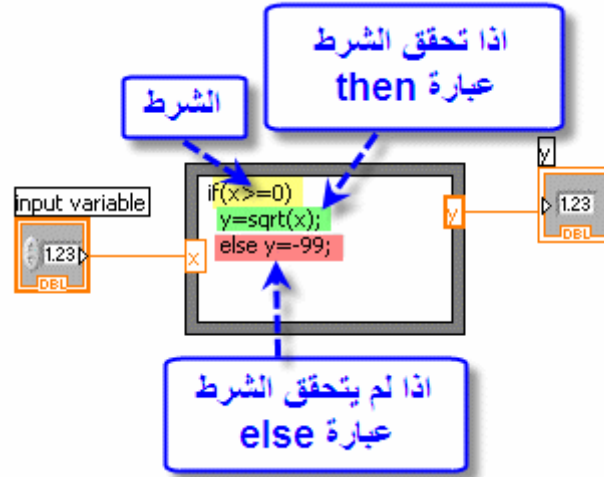 اذا تحقق الشرط
عبارة then
الشرط
y
input variable
if(x>=0)
y=sqrt(x);
else y=-99;
1.23
DBL
x
y
1.23
DBL
اذا لم يتحقق الشرط
عبارة else